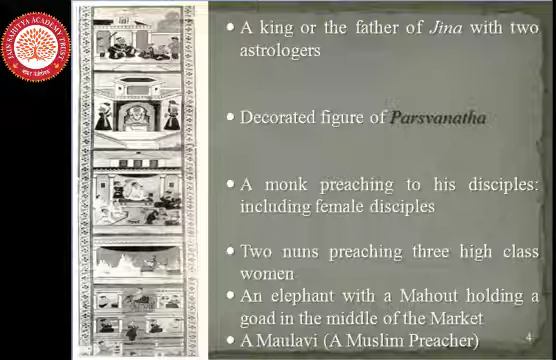 JAIN SAHITYA ACADEMY TRUST
• A king or the father of Jina with two
astrologers
• Decorated figure of Parsvanatha
• A monk preaching to his disciples:
including female disciples
• Two nuns preaching three high class
women
• An elephant with a Mahout holding a
goad in the middle of the Market
• A Maulavi (A Muslim Preacher)
4